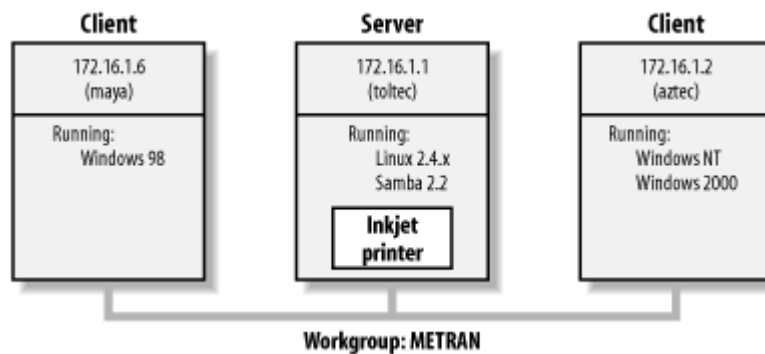 Client
172.16.1.6
(maya)
Running:
Windows 98
Server
172.16.1.1
(toltec)
Running:
Linux 2.4.x
Samba 2.2
Inkjet
printer
Client
172.16.1.2
(aztec)
Running:
Windows NT
Windows 2000
Workgroup: METRAN